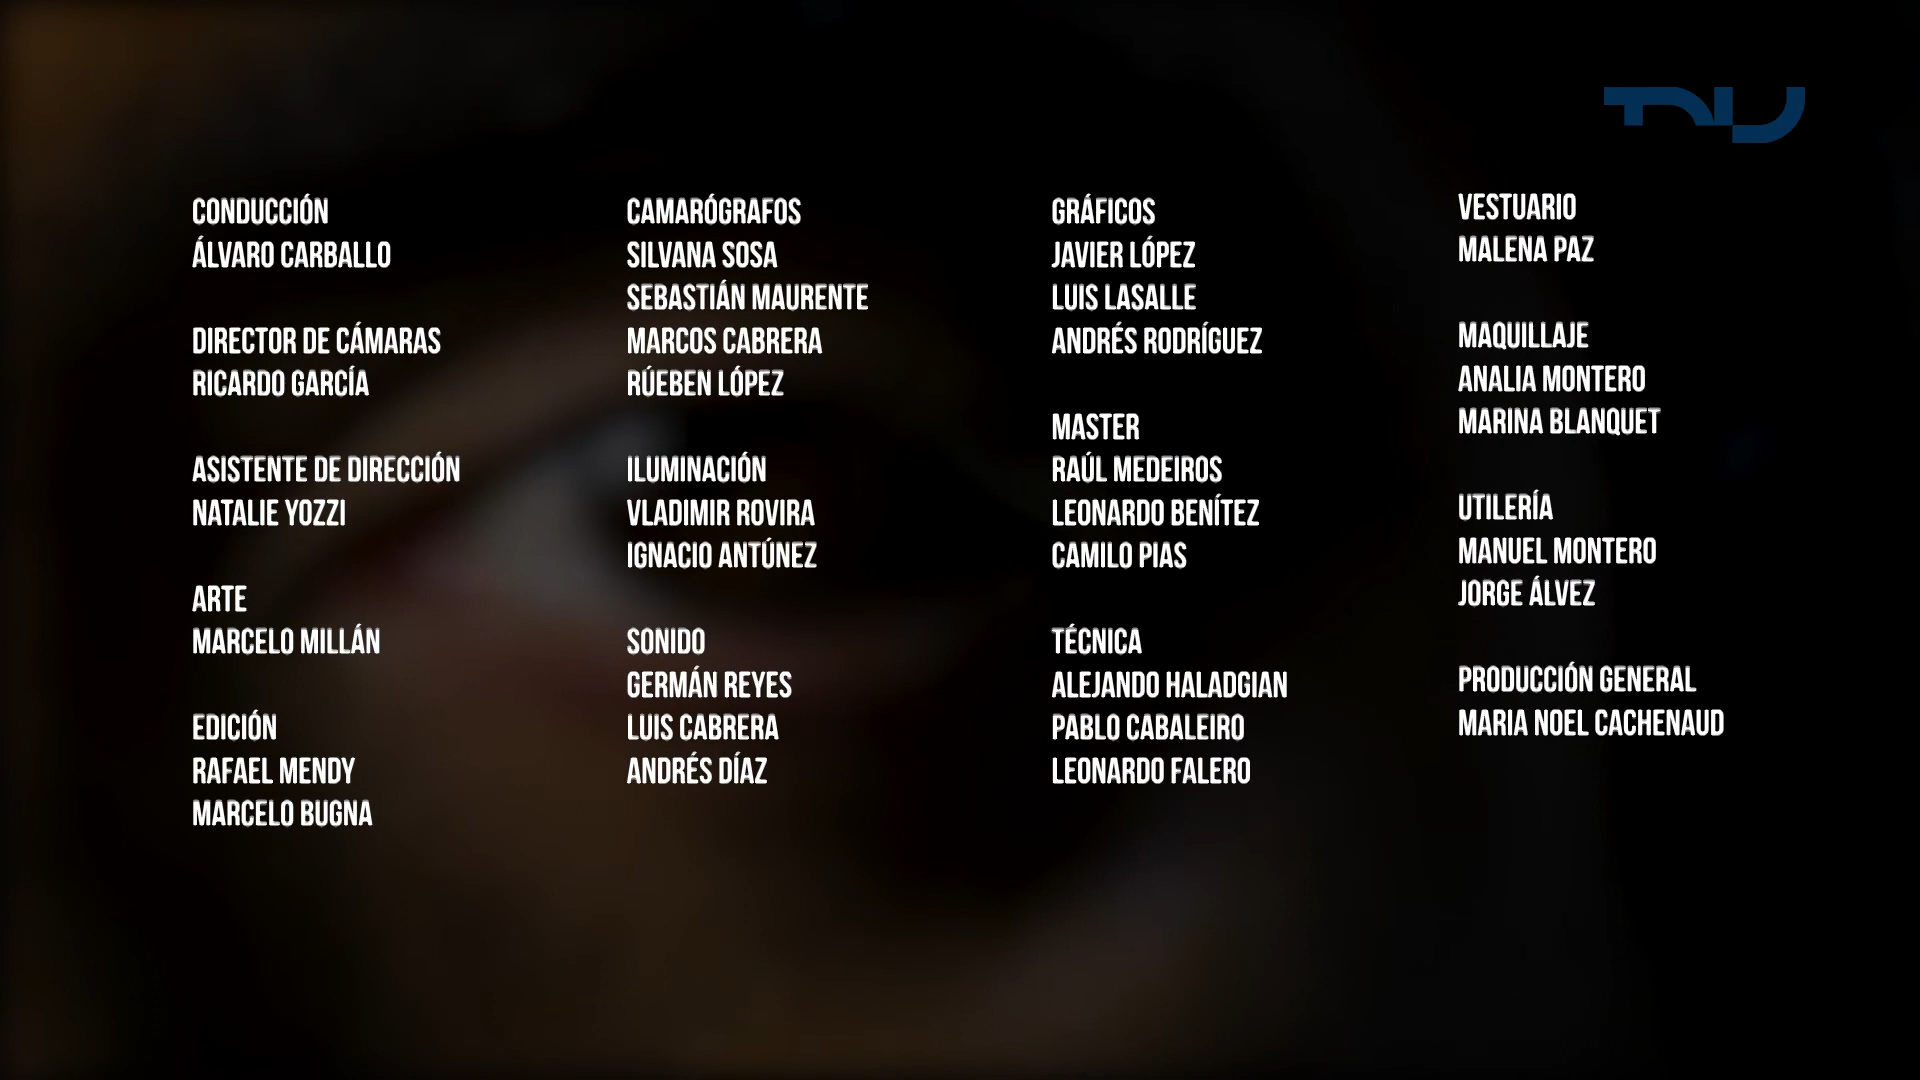 CONDUCCIÓN
ÁLVARO CARBALLO
DIRECTOR DE CÁMARAS
RICARDO GARCÍA
ASISTENTE DE DIRECCIÓN
NATALIE YOZZI
ARTE
MARCELO MILLÁN
EDICIÓN
RAFAEL MENDY
MARCELO BUGNA
CAMARÓGRAFOS
SILVANA SOSA
SEBASTIÁN MAURENTE
MARCOS CABRERA
RÚEBEN LÓPEZ
ILUMINACIÓN
VLADIMIR ROVIRA
IGNACIO ANTÚNEZ
SONIDO
GERMÁN REYES
LUIS CABRERA
ANDRÉS DÍAZ
GRÁFICOS
JAVIER LÓPEZ
LUIS LASALLE
ANDRÉS RODRÍGUEZ
MASTER
RAÚL MEDEIROS
LEONARDO BENÍTEZ
CAMILO PIAS
TÉCNICA
ALEJANDO HALADGIAN
PABLO CABALEIRO
LEONARDO FALERO
VESTUARIO
MALENA PAZ
MAQUILLAJE
ANALIA MONTERO
MARINA BLANQUET
UTILERÍA
MANUEL MONTERO
JORGE ÁLVEZ
PRODUCCIÓN GENERAL
MARIA NOEL CACHENAUD